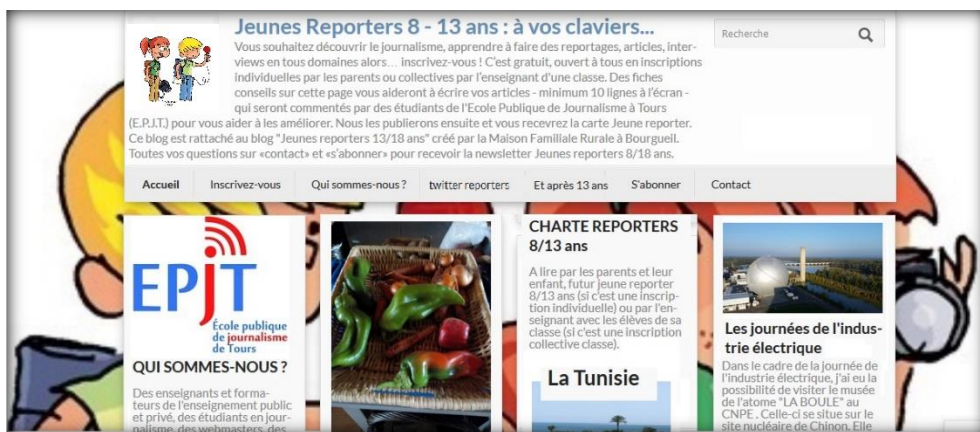 Jeunes Reporters 8 - 13 ans : à vos claviers...
Vous souhaitez découvrir le journalisme, apprendre à faire des reportages, articles, inter-
views en tous domaines alors... inscrivez-vous ! C'est gratuit, ouvert à tous en inscriptions
individuelles par les parents ou collectives par l'enseignant d'une classe. Des fiches
conseils sur cette page vous aideront à écrire vos articles - minimum 10 lignes à l'écran -
qui seront commentés par des étudiants de l'Ecole Publique de Journalisme à Tours
(E.P.J.T.) pour vous aider à les améliorer. Nous les publierons ensuite et vous recevrez la carte Jeune reporter.
Ce blog est rattaché au blog "Jeunes reporters 13/18 ans" créé par la Maison Familiale Rurale à Bourgueil.
Toutes vos questions sur «contact» et «s'abonner» pour recevoir la newsletter Jeunes reporters 8/18 ans.
Recherche
Accueil Inscrivez-vous Qui sommes-nous ? twitter reporters Et après 13 ans S'abonner Contact
EPJT
École publique
de journalisme
de Tours
QUI SOMMES-NOUS ?
Des enseignants et forma-
teurs de l'enseignement public
et privé, des étudiants en jour-
nalisme, des webmasters, des
CHARTE REPORTERS
8/13 ans
A lire par les parents et leur
enfant, futur jeune reporter
8/13 ans (si c'est une inscrip-
tion individuelle) ou par l'en-
seignant avec les élèves de sa
classe (si c'est une inscription
collective classe).
La Tunisie
Les journées de l'indus-
trie électrique
Dans le cadre de la journée de
l'industrie électrique, j'ai eu la
possibilité de visiter le musée
de l'atome "LA BOULE" au
CNPE . Celle-ci se situe sur le
site nucléaire de Chinon. Elle